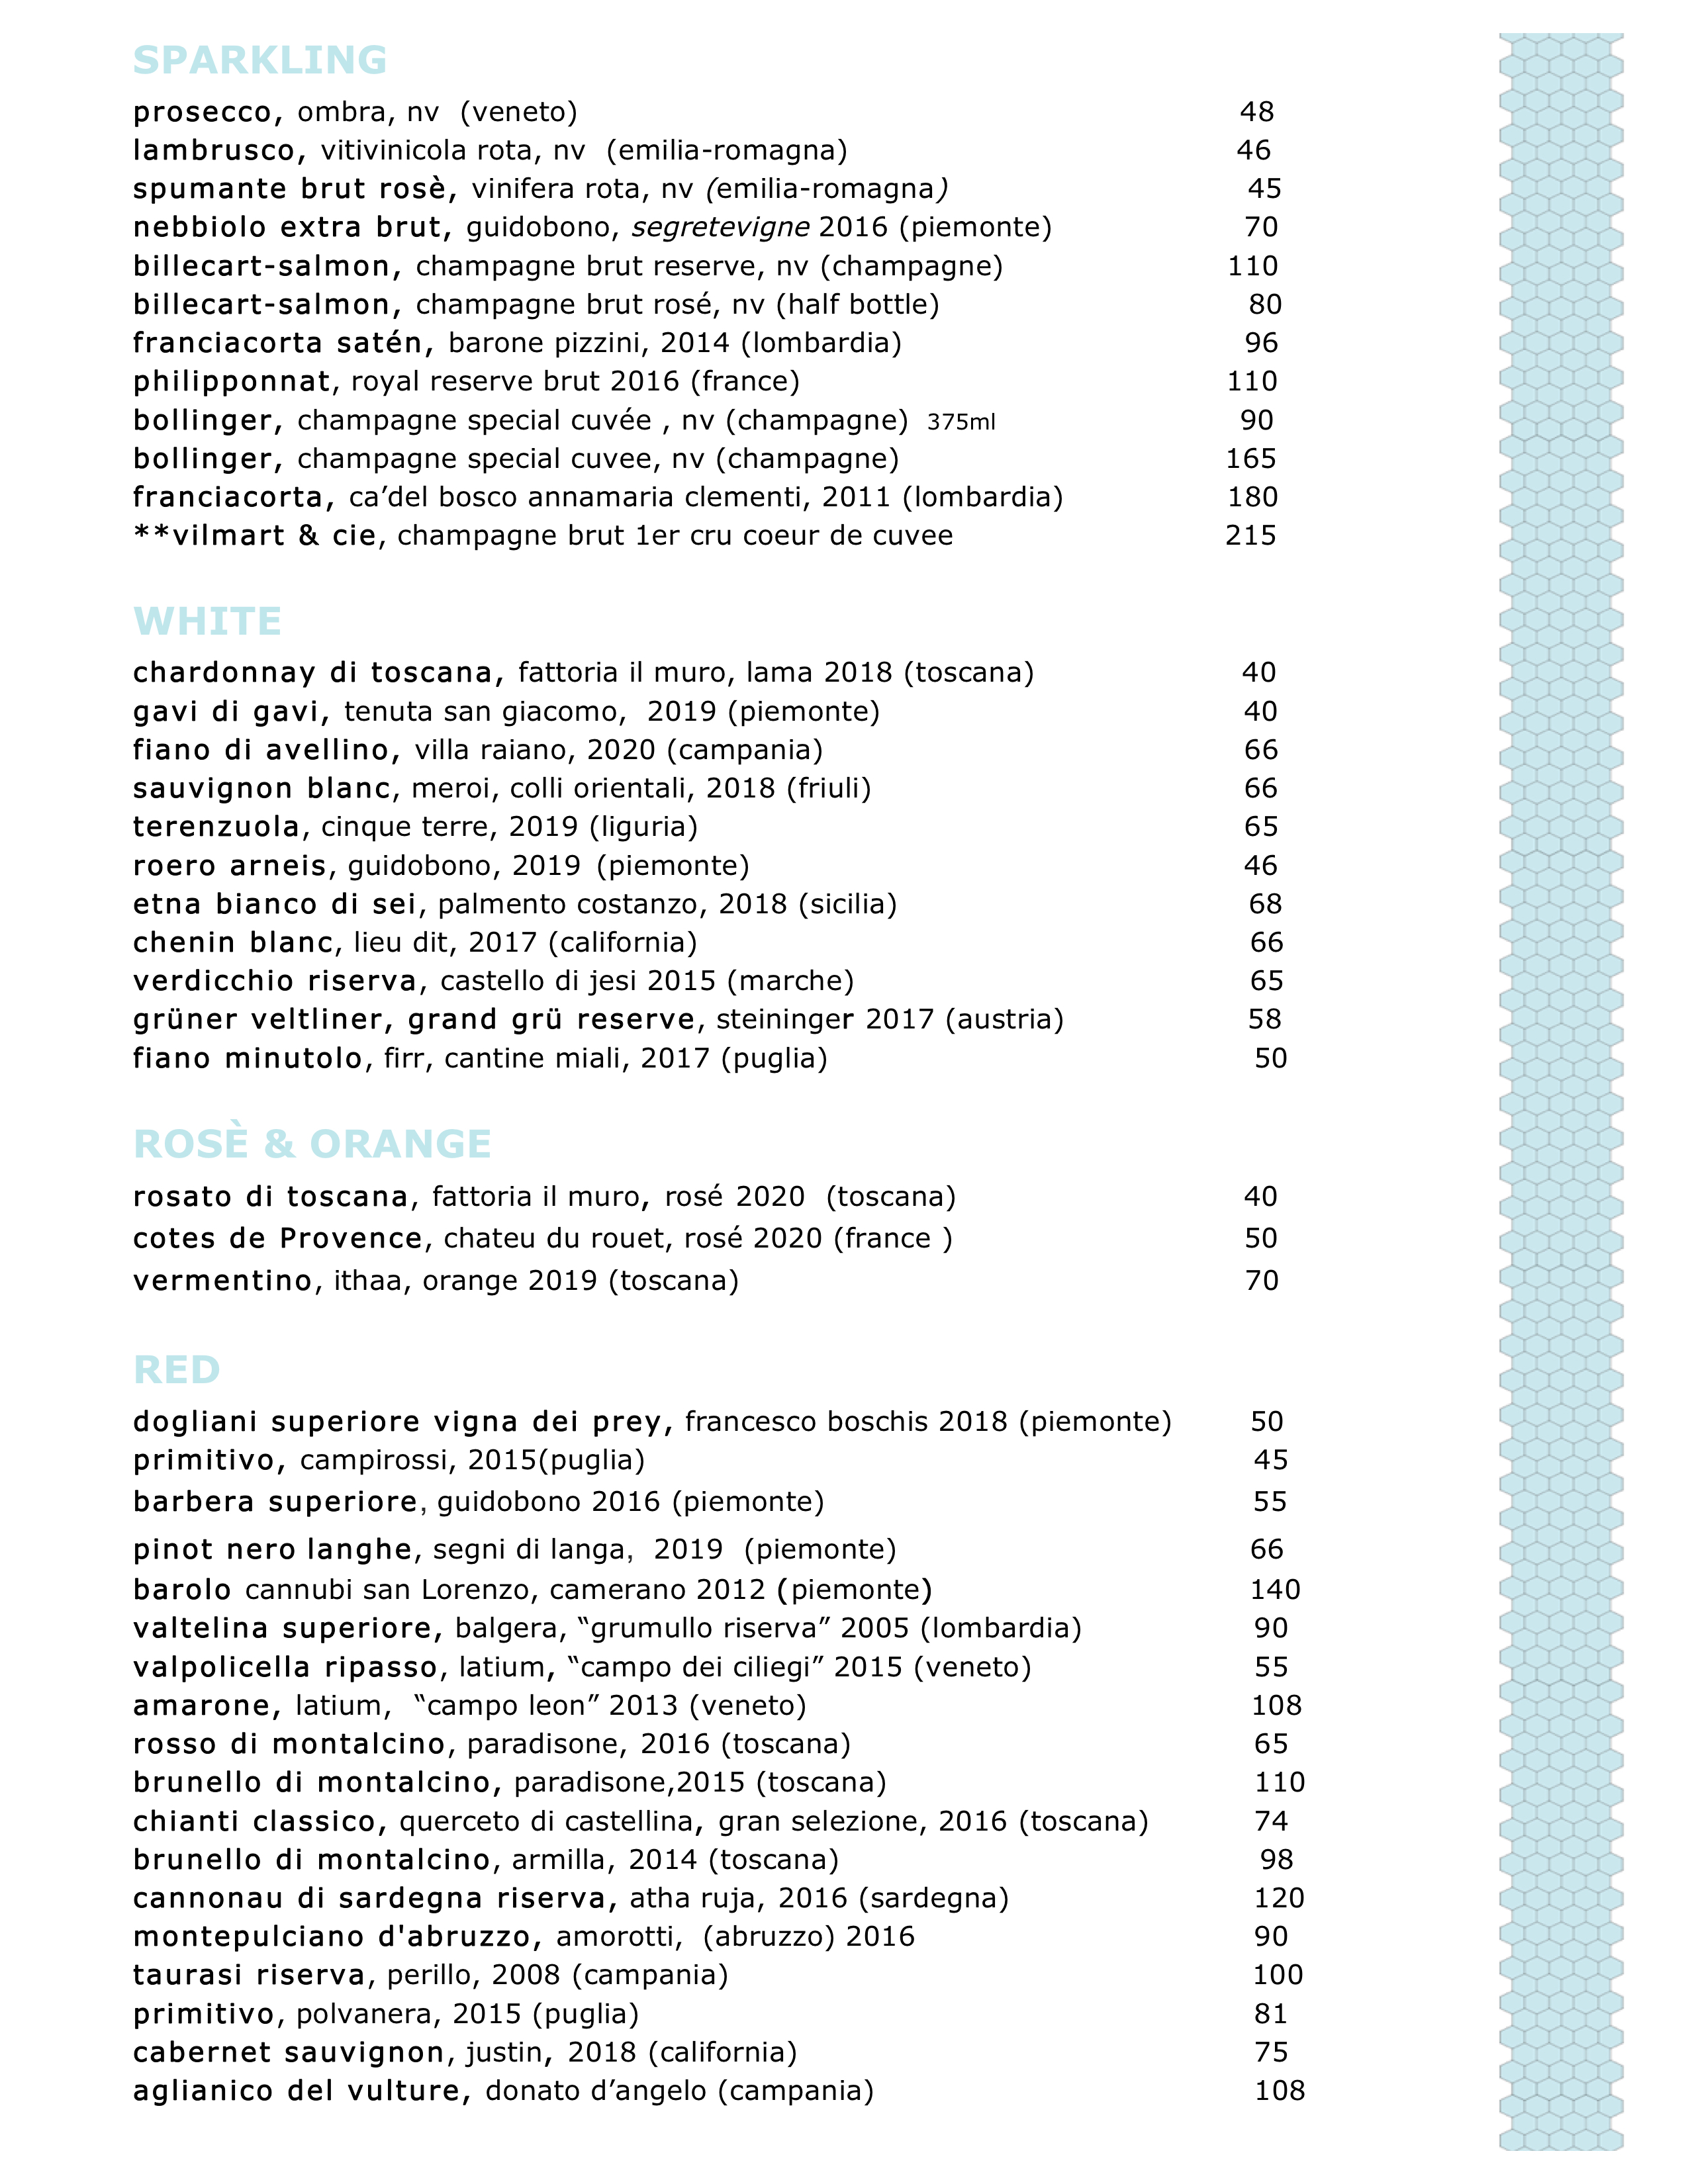 SPARKLING
prosecco, ombra, nv (veneto) 48
lambrusco, vitivinicola rota, nv (emilia-romagna) 46
spumante brut rosè, vinifera rota, nv (emilia-romagna) 45
nebbiolo extra brut, guidobono, segretevigne 2016 (piemonte) 70
billecart-salmon, champagne brut reserve, nv (champagne) 110
billecart-salmon, champagne brut rosé, nv (half bottle) 80
franciacorta satén, barone pizzini, 2014 (lombardia) 96
philipponnat, royal reserve brut 2016 (france) 110
bollinger, champagne special cuvée , nv (champagne) 375ml 90
bollinger, champagne special cuvee, nv (champagne) 165
franciacorta, ca’del bosco annamaria clementi, 2011 (lombardia) 180
**vilmart & cie, champagne brut 1er cru coeur de cuvee 215
WHITE
chardonnay di toscana, fattoria il muro, lama 2018 (toscana) 40
gavi di gavi, tenuta san giacomo, 2019 (piemonte) 40
fiano di avellino, villa raiano, 2020 (campania) 66
sauvignon blanc, meroi, colli orientali, 2018 (friuli) 66
terenzuola, cinque terre, 2019 (liguria) 65
roero arneis, guidobono, 2019 (piemonte) 46
etna bianco di sei, palmento costanzo, 2018 (sicilia) 68
chenin blanc, lieu dit, 2017 (california) 66
verdicchio riserva, castello di jesi 2015 (marche) 65
grüner veltliner, grand grü reserve, steininger 2017 (austria) 58
fiano minutolo, firr, cantine miali, 2017 (puglia) 50
ROSÈ & ORANGE
rosato di toscana, fattoria il muro, rosé 2020 (toscana) 40
cotes de Provence, chateu du rouet, rosé 2020 (france ) 50
vermentino, ithaa, orange 2019 (toscana) 70
RED
dogliani superiore vigna dei prey, francesco boschis 2018 (piemonte) 50
primitivo, campirossi, 2015(puglia) 45
barbera superiore, guidobono 2016 (piemonte) 55
pinot nero langhe, segni di langa, 2019 (piemonte) 66
barolo cannubi san Lorenzo, camerano 2012 (piemonte) 140
valtelina superiore, balgera, “grumullo riserva” 2005 (lombardia) 90
valpolicella ripasso, latium, “campo dei ciliegi” 2015 (veneto) 55
amarone, latium, “campo leon” 2013 (veneto) 108
rosso di montalcino, paradisone, 2016 (toscana) 65
brunello di montalcino, paradisone,2015 (toscana) 110
chianti classico, querceto di castellina, gran selezione, 2016 (toscana) 74
brunello di montalcino, armilla, 2014 (toscana) 98
cannonau di sardegna riserva, atha ruja, 2016 (sardegna) 120
montepulciano d'abruzzo, amorotti, (abruzzo) 2016 90
taurasi riserva, perillo, 2008 (campania) 100
primitivo, polvanera, 2015 (puglia) 81
cabernet sauvignon, justin, 2018 (california) 75
aglianico del vulture, donato d’angelo (campania) 108